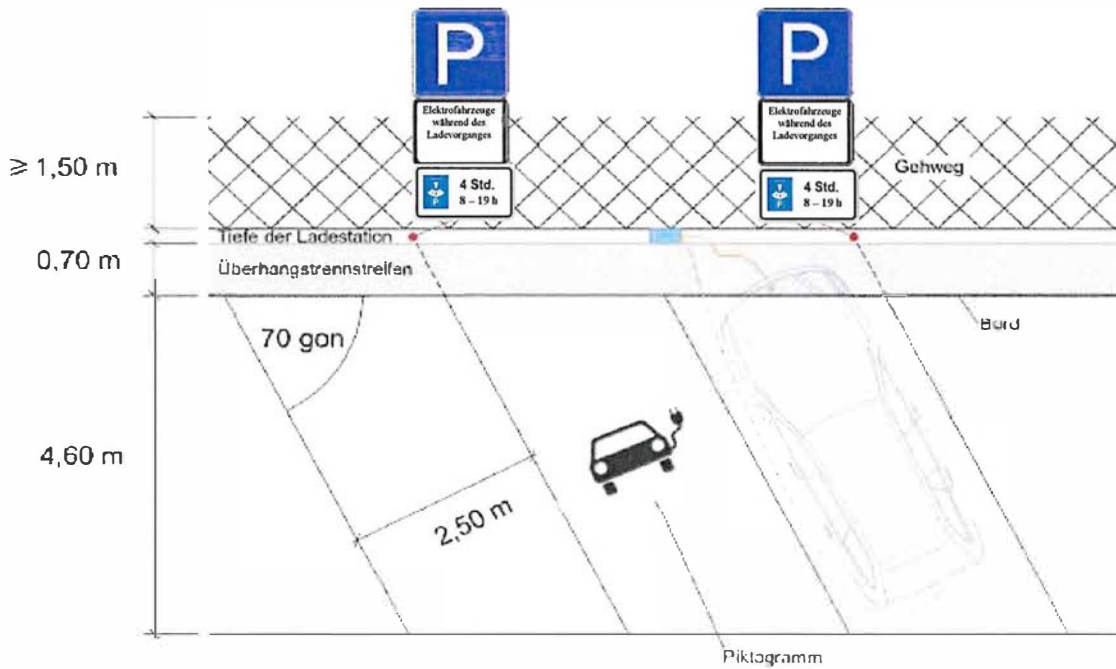 P
P
Elektrofahrzeuge
während des
Ladevorganges
Elektrofahrzeuge
während des
Ladevorganges
≥ 1,50 m
Gehweg
P
4 Std.
8 – 19 h
P
4 Std.
8 – 19 h
Tiefe der Ladestation
0,70 m
Überhangstrennstreifen
Bord
70 gon
4,60 m
2,50 m
Piktogramm